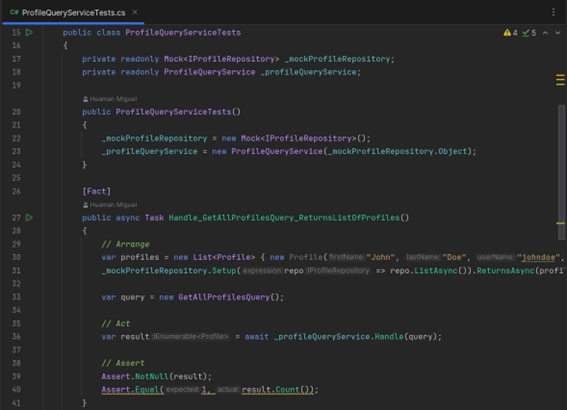 C# ProfileQueryServiceTests.cs ×
15 public class ProfileQueryServiceTests
4 5
16 {
17 private readonly Mock<IProfileRepository> _mockProfileRepository;
18 private readonly ProfileQueryService _profileQueryService;
19
Huaman Miguel
20 public ProfileQueryServiceTests()
21 {
22 _mockProfileRepository = new Mock<IProfileRepository>();
23 _profileQueryService = new ProfileQueryService(_mockProfileRepository.Object);
24 }
25
26 [Fact]
Huaman Miguel
27 public async Task Handle_GetAllProfilesQuery_ReturnsListOfProfiles()
28 {
29 // Arrange
30 var profiles = new List<Profile> { new Profile( firstName: "John", lastName: "Doe", userName: "johndoe",
31 _mockProfileRepository.Setup( expression: repo :IProfileRepository => repo.ListAsync()).ReturnsAsync(profi
32
33 var query = new GetAllProfilesQuery();
34
35 // Act
36 var result :IEnumerable<Profile> = await _profileQueryService.Handle(query);
37
38 // Assert
39 Assert.NotNull(result);
40 Assert.Equal( expected: 1, actual: result.Count());
41 }